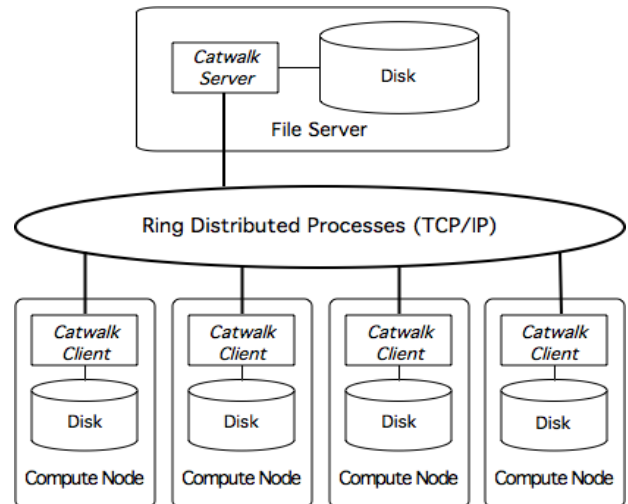 Catwalk
Server
Disk
File Server
Ring Distributed Processes (TCP/IP)
Catwalk
Client
Disk
Compute Node
Catwalk
Client
Disk
Compute Node
Catwalk
Client
Disk
Compute Node
Catwalk
Client
Disk
Compute Node